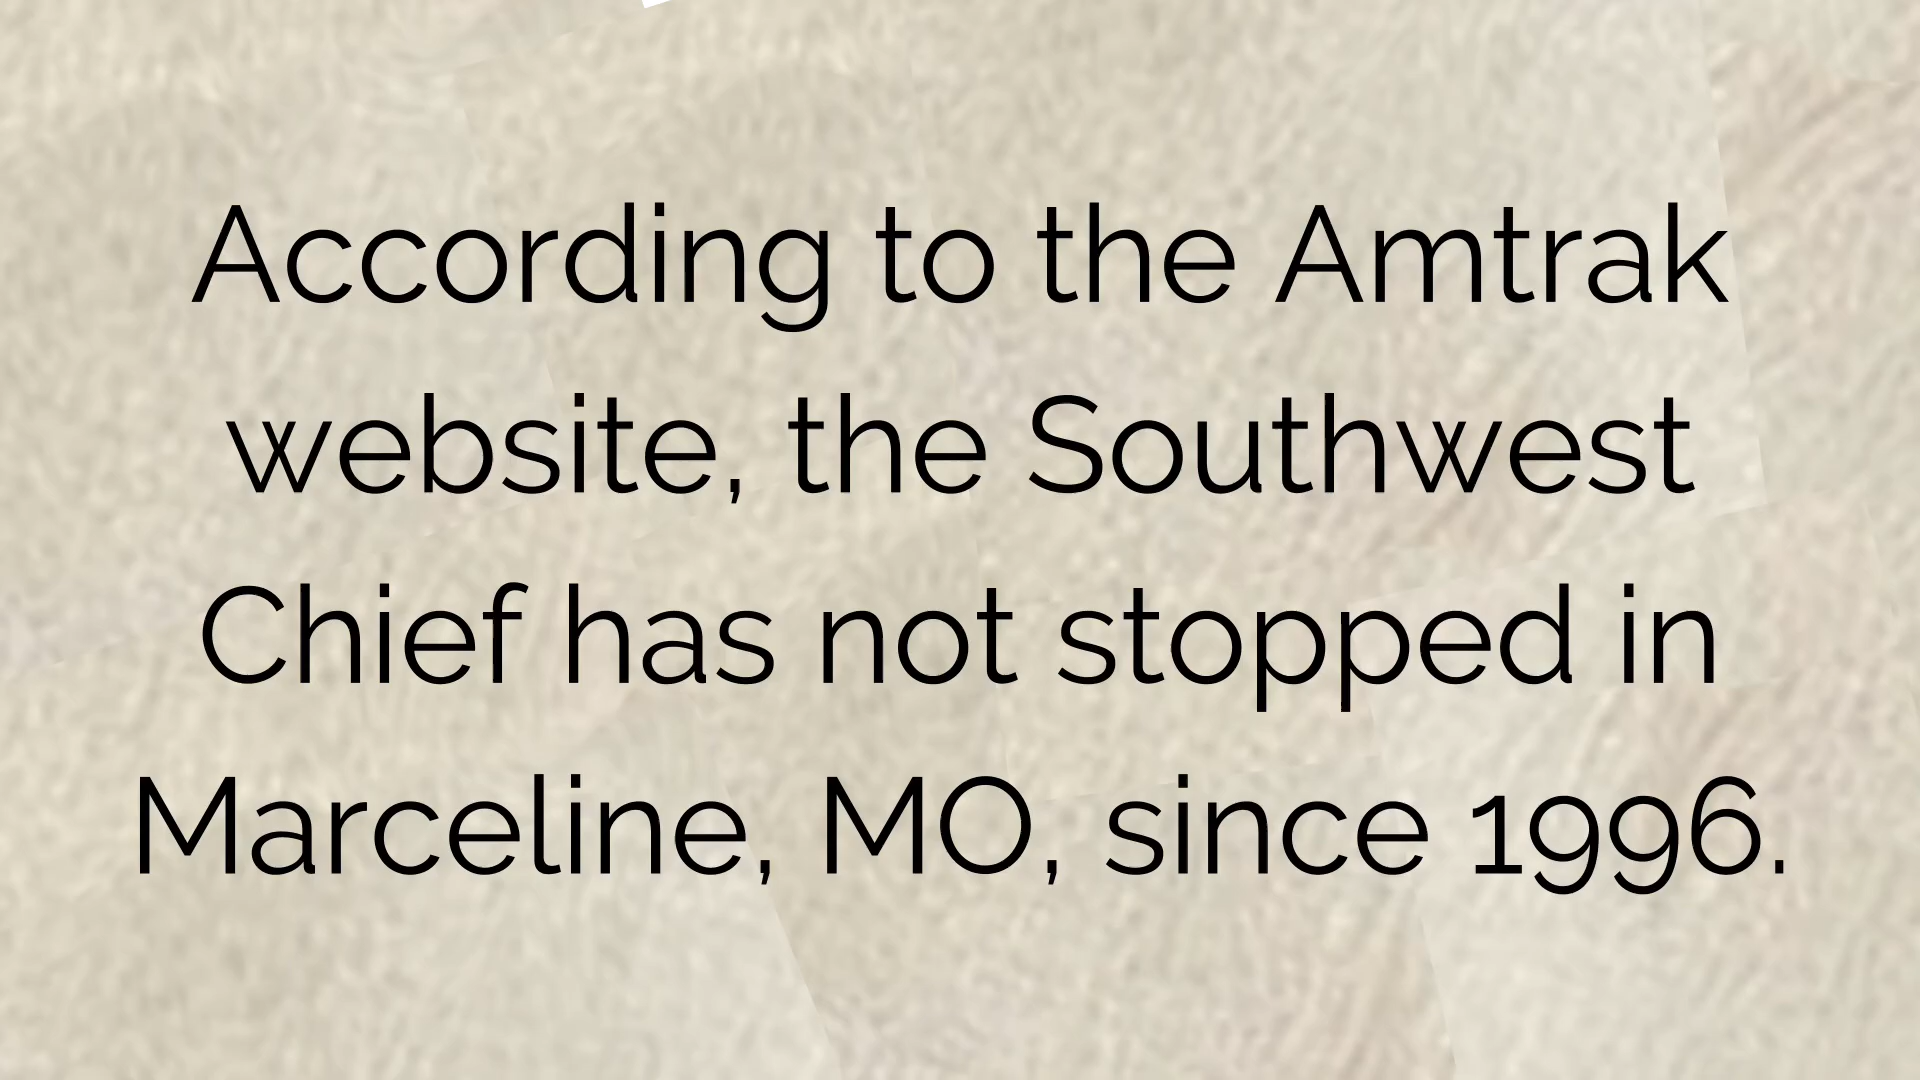 According to the Amtrak
website, the Southwest
Chief has not stopped in
Marceline, MO, since 1996.